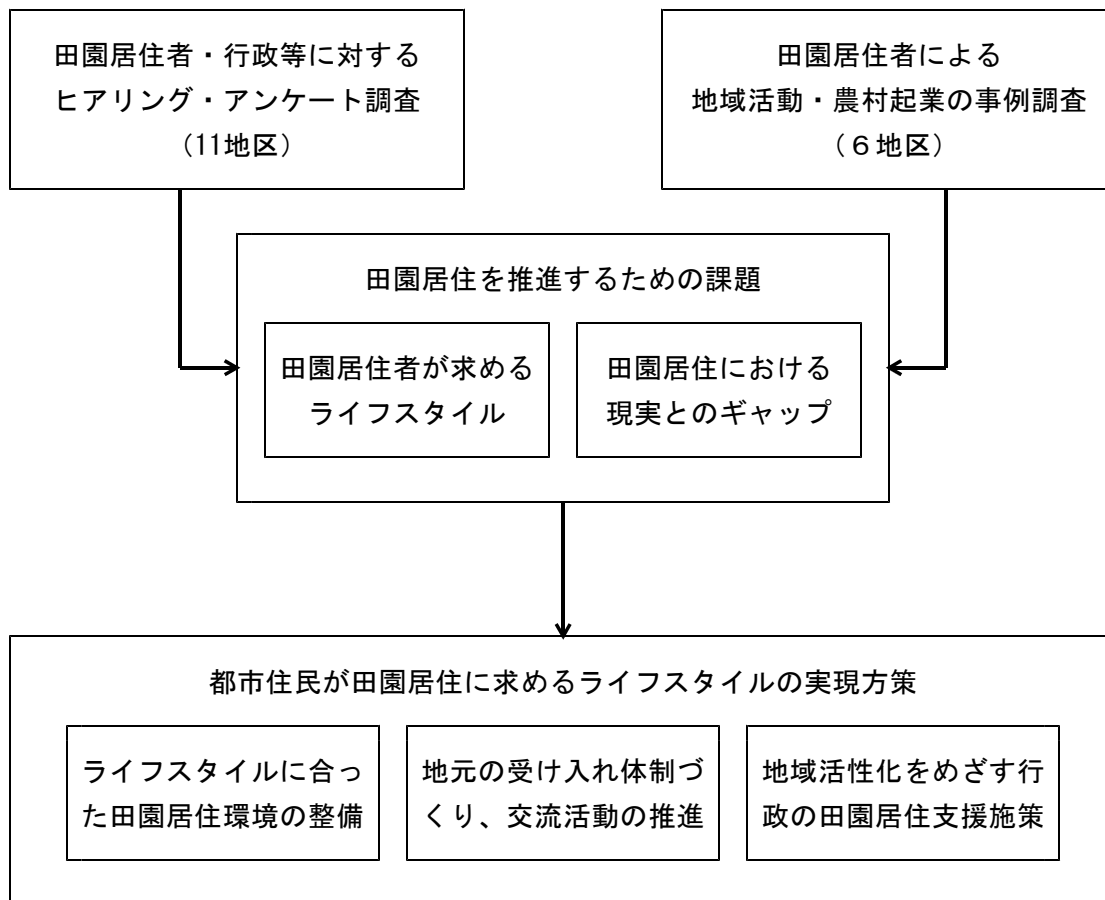 田園居住者・行政等に対する
ヒアリング・アンケート調査
（11地区）
田園居住者による
地域活動・農村起業の事例調査
（６地区）
田園居住を推進するための課題
田園居住者が求める
ライフスタイル
田園居住における
現実とのギャップ
都市住民が田園居住に求めるライフスタイルの実現方策
ライフスタイルに合っ
た田園居住環境の整備
地元の受け入れ体制づ
くり、交流活動の推進
地域活性化をめざす行
政の田園居住支援施策